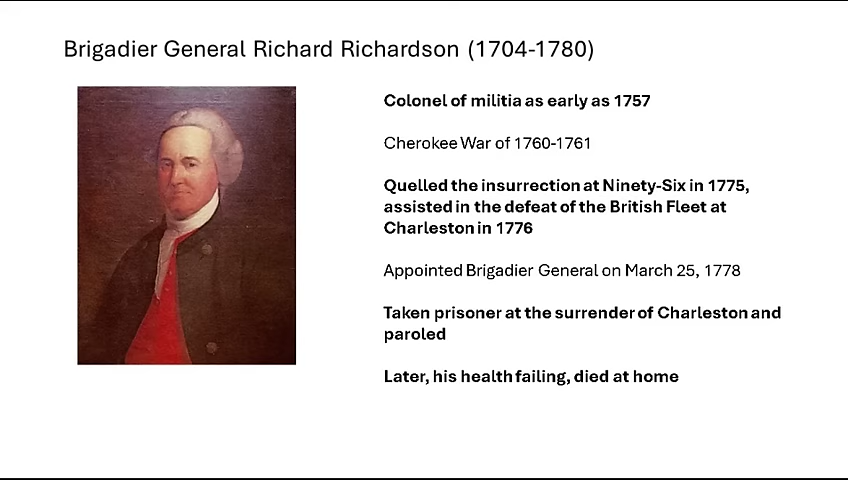 Brigadier General Richard Richardson (1704-1780)
Colonel of militia as early as 1757
Cherokee War of 1760-1761
Quelled the insurrection at Ninety-Six in 1775,
assisted in the defeat of the British Fleet at
Charleston in 1776
Appointed Brigadier General on March 25, 1778
Taken prisoner at the surrender of Charleston and
paroled
Later, his health failing, died at home